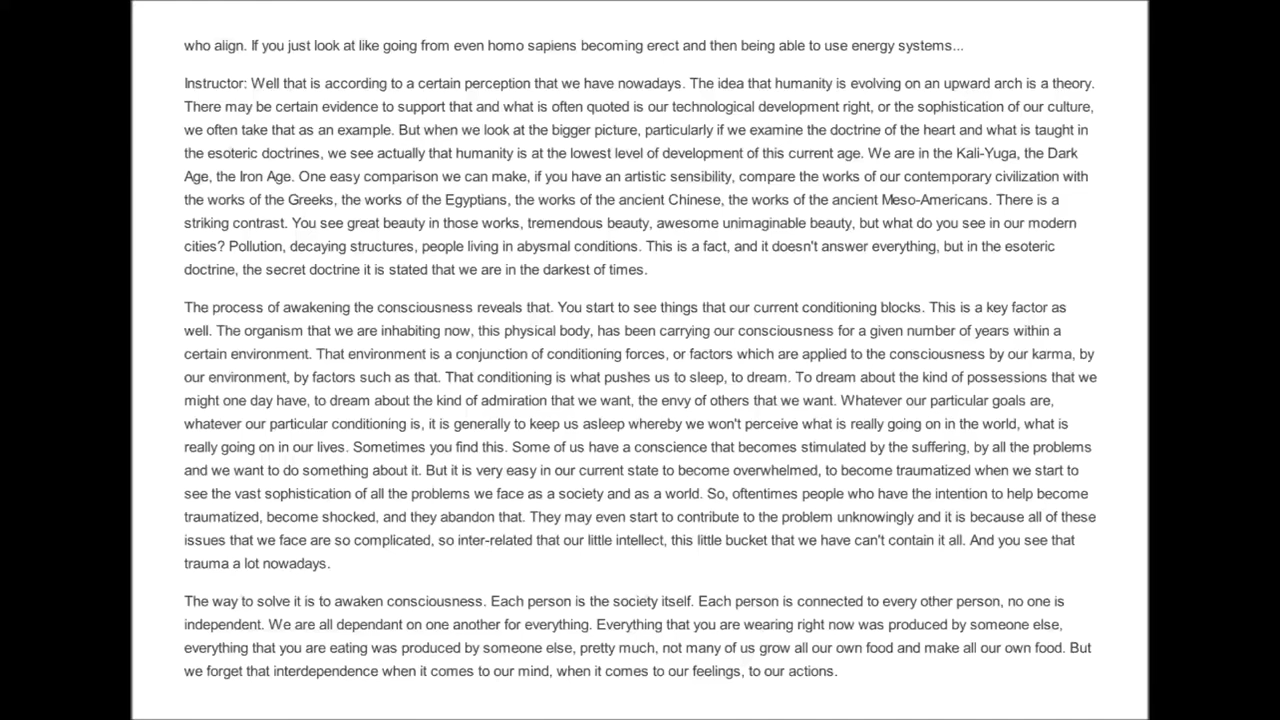 who align. If you just look at like going from even homo sapiens becoming erect and then being able to use energy systems...
Instructor: Well that is according to a certain perception that we have nowadays. The idea that humanity is evolving on an upward arch is a theory.
There may be certain evidence to support that and what is often quoted is our technological development right, or the sophistication of our culture,
we often take that as an example. But when we look at the bigger picture, particularly if we examine the doctrine of the heart and what is taught in
the esoteric doctrines, we see actually that humanity is at the lowest level of development of this current age. We are in the Kali-Yuga, the Dark
Age, the Iron Age. One easy comparison we can make, if you have an artistic sensibility, compare the works of our contemporary civilization with
the works of the Greeks, the works of the Egyptians, the works of the ancient Chinese, the works of the ancient Meso-Americans. There is a
striking contrast. You see great beauty in those works, tremendous beauty, awesome unimaginable beauty, but what do you see in our modern
cities? Pollution, decaying structures, people living in abysmal conditions. This is a fact, and it doesn't answer everything, but in the esoteric
doctrine, the secret doctrine it is stated that we are in the darkest of times.
The process of awakening the consciousness reveals that. You start to see things that our current conditioning blocks. This is a key factor as
well. The organism that we are inhabiting now, this physical body, has been carrying our consciousness for a given number of years within a
certain environment. That environment is a conjunction of conditioning forces, or factors which are applied to the consciousness by our karma, by
our environment, by factors such as that. That conditioning is what pushes us to sleep, to dream. To dream about the kind of possessions that we
might one day have, to dream about the kind of admiration that we want, the envy of others that we want. Whatever our particular goals are,
whatever our particular conditioning is, it is generally to keep us asleep whereby we won't perceive what is really going on in the world, what is
really going on in our lives. Sometimes you find this. Some of us have a conscience that becomes stimulated by the suffering, by all the problems
and we want to do something about it. But it is very easy in our current state to become overwhelmed, to become traumatized when we start to
see the vast sophistication of all the problems we face as a society and as a world. So, oftentimes people who have the intention to help become
traumatized, become shocked, and they abandon that. They may even start to contribute to the problem unknowingly and it is because all of these
issues that we face are so complicated, so inter-related that our little intellect, this little bucket that we have can't contain it all. And you see that
trauma a lot nowadays.
The way to solve it is to awaken consciousness. Each person is the society itself. Each person is connected to every other person, no one is
independent. We are all dependant on one another for everything. Everything that you are wearing right now was produced by someone else,
everything that you are eating was produced by someone else, pretty much, not many of us grow all our own food and make all our own food. But
we forget that interdependence when it comes to our mind, when it comes to our feelings, to our actions.